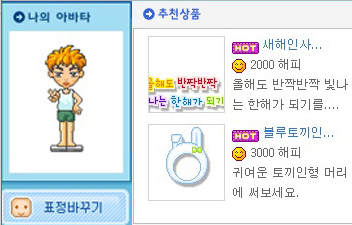 나의 아바타
표정바꾸기
추천상품
HOT 새해인사...
2000 해피
올해도 반짝반짝
나는 한해가 되기
올해도 반짝반짝 빛나
는 한해가 되기를....
HOT 블루토끼인...
3000 해피
귀여운 토끼인형 머리
에 써보세요.